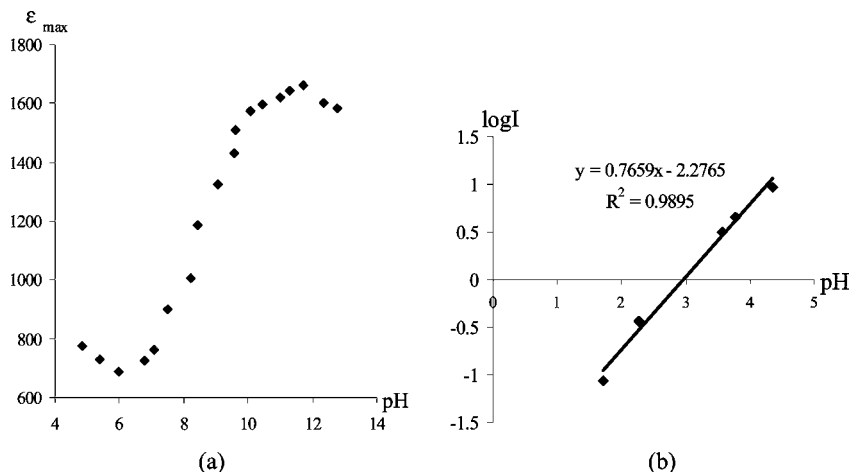 ε max
1800
1600
1400
1200
1000
800
600
4 6 8 10 12 14
pH
(a)
logI
1.5
1
0.5
0
-0.5
-1
-1.5
0 1 2 3 4 5
pH
y = 0.7659x - 2.2765
R² = 0.9895
(b)